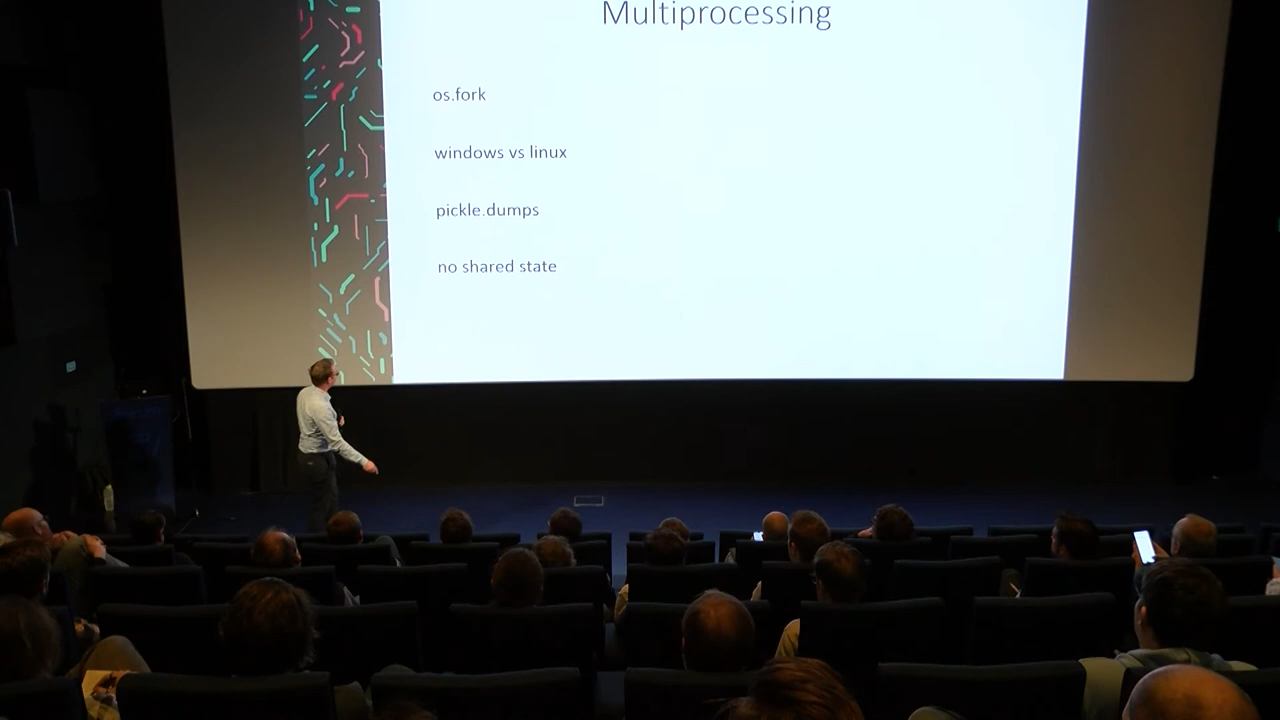 Multiprocessing
os.fork
windows vs linux
pickle.dumps
no shared state